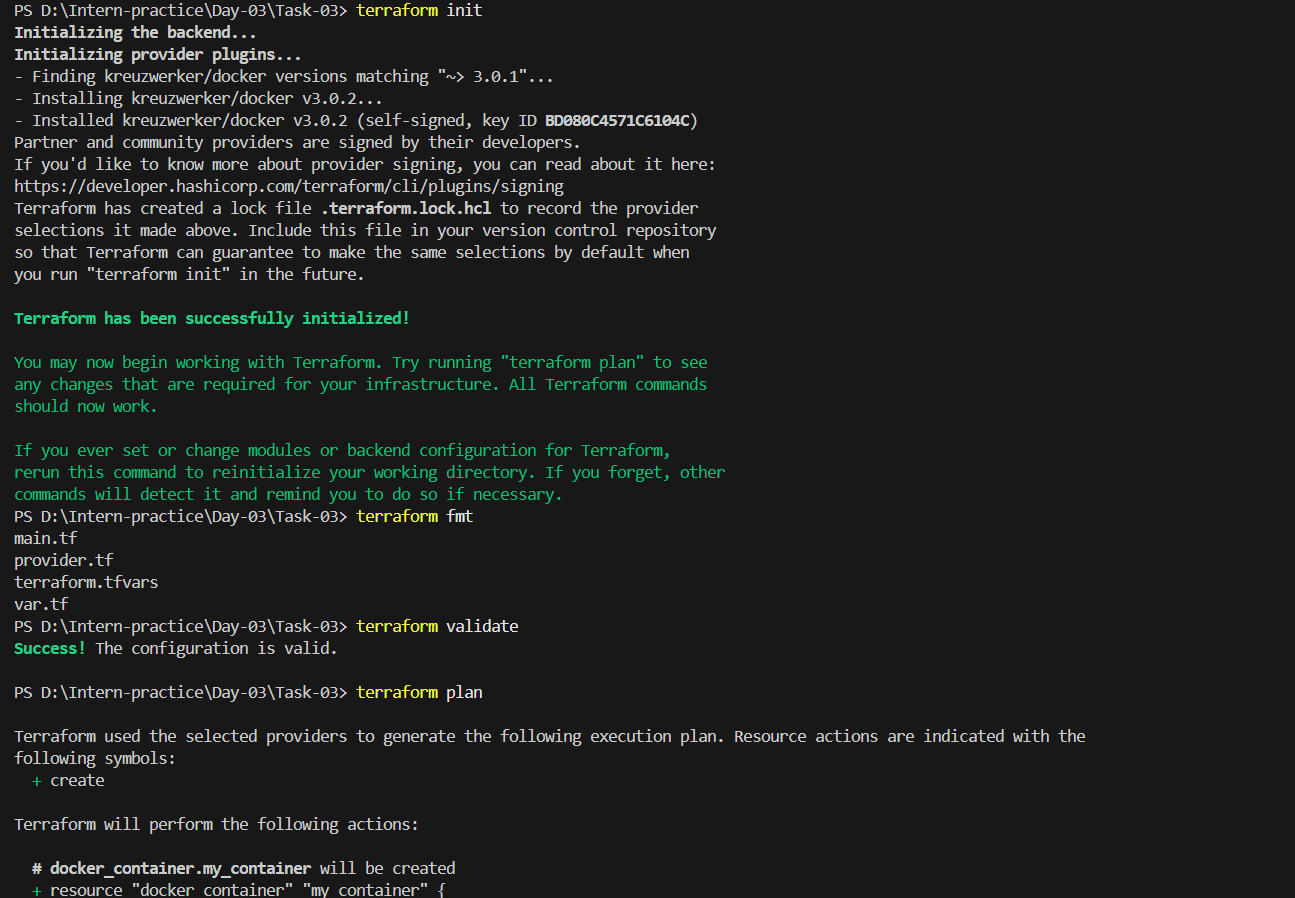 PS D:\Intern-practice\Day-03\Task-03> terraform init
Initializing the backend...
Initializing provider plugins...
- Finding kreuzwerker/docker versions matching "~> 3.0.1"...
- Installing kreuzwerker/docker v3.0.2...
- Installed kreuzwerker/docker v3.0.2 (self-signed, key ID BD080C4571C6104C)
Partner and community providers are signed by their developers.
If you'd like to know more about provider signing, you can read about it here:
https://developer.hashicorp.com/terraform/cli/plugins/signing
Terraform has created a lock file .terraform.lock.hcl to record the provider
selections it made above. Include this file in your version control repository
so that Terraform can guarantee to make the same selections by default when
you run "terraform init" in the future.
Terraform has been successfully initialized!
You may now begin working with Terraform. Try running "terraform plan" to see
any changes that are required for your infrastructure. All Terraform commands
should now work.
If you ever set or change modules or backend configuration for Terraform,
rerun this command to reinitialize your working directory. If you forget, other
commands will detect it and remind you to do so if necessary.
PS D:\Intern-practice\Day-03\Task-03> terraform fmt
main.tf
provider.tf
terraform.tfvars
var.tf
PS D:\Intern-practice\Day-03\Task-03> terraform validate
Success! The configuration is valid.
PS D:\Intern-practice\Day-03\Task-03> terraform plan
Terraform used the selected providers to generate the following execution plan. Resource actions are indicated with the
following symbols:
+ create
Terraform will perform the following actions:
# docker_container.my_container will be created
+ resource "docker_container" "my_container" {